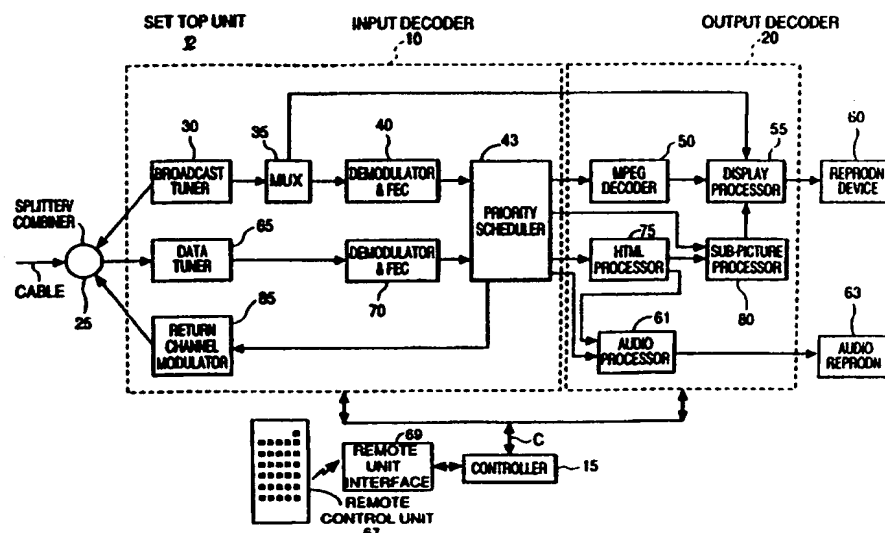 SET TOP UNIT
12
INPUT DECODER
10
OUTPUT DECODER
20
30
35
40
43
50
55
60
BROADCAST
TUNER
MUX
DEMODULATOR
& FEC
PRIORITY
SCHEDULER
MPEG
DECODER
DISPLAY
PROCESSOR
REPRODN
DEVICE
SPLITTER/
COMBINER
CABLE
25
65
DATA
TUNER
DEMODULATOR
& FEC
70
75
HTML
PROCESSOR
SUB-PICTURE
PROCESSOR
80
85
RETURN
CHANNEL
MODULATOR
61
AUDIO
PROCESSOR
63
AUDIO
REPRODN
69
REMOTE
UNIT
INTERFACE
C
CONTROLLER
15
REMOTE
CONTROL UNIT
67